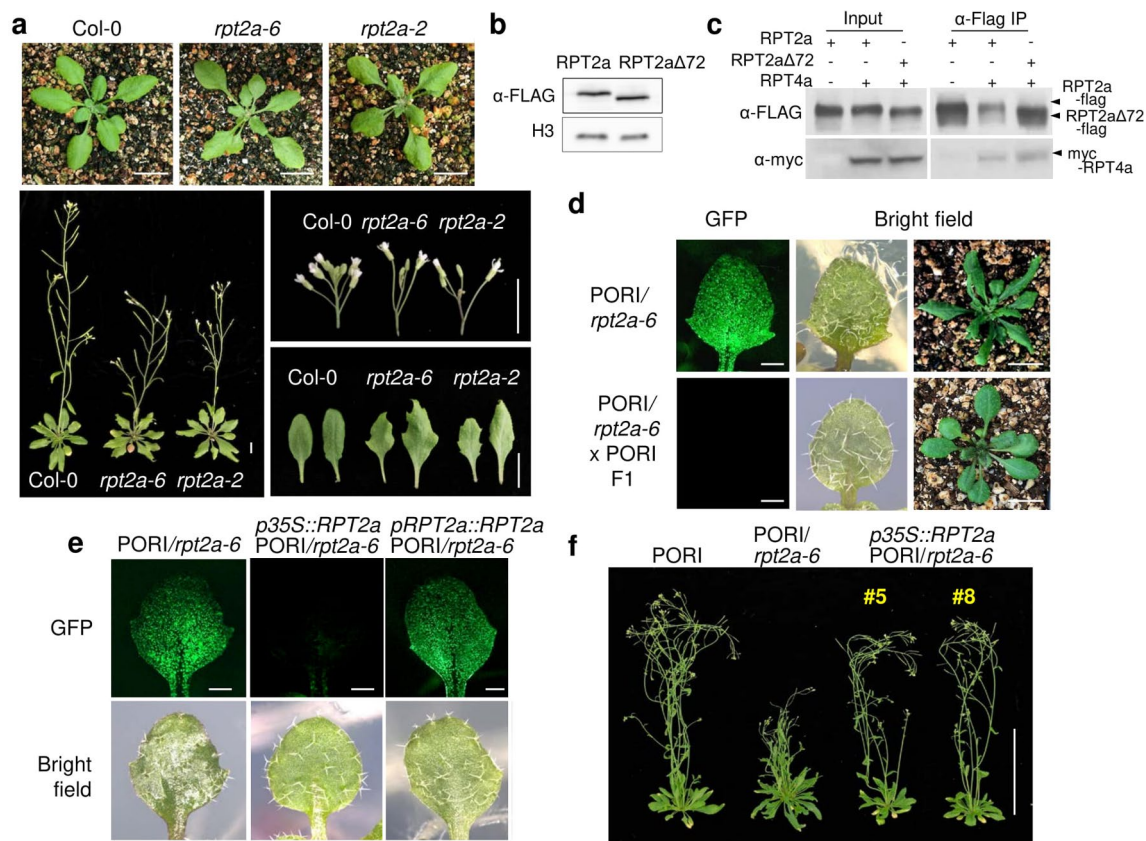 a
Col-0 rpt2a-6 rpt2a-2
Col-0 rpt2a-6 rpt2a-2
Col-0 rpt2a-6 rpt2a-2
Col-0 rpt2a-6 rpt2a-2
b
RPT2a RPT2aΔ72
α-FLAG
H3
c
Input α-Flag IP
RPT2a + + - + + -
RPT2aΔ72 - - + - - +
RPT4a - + + - + +
α-FLAG
α-myc
RPT2a
-flag
RPT2aΔ72
-flag
myc
-RPT4a
d
GFP Bright field
PORI/
rpt2a-6
PORI/
rpt2a-6
x PORI
F1
e
p35S::RPT2a pRPT2a::RPT2a
PORI/rpt2a-6 PORI/rpt2a-6 PORI/rpt2a-6
GFP
Bright
field
f
PORI
PORI/
rpt2a-6
p35S::RPT2a
PORI/rpt2a-6
#5 #8